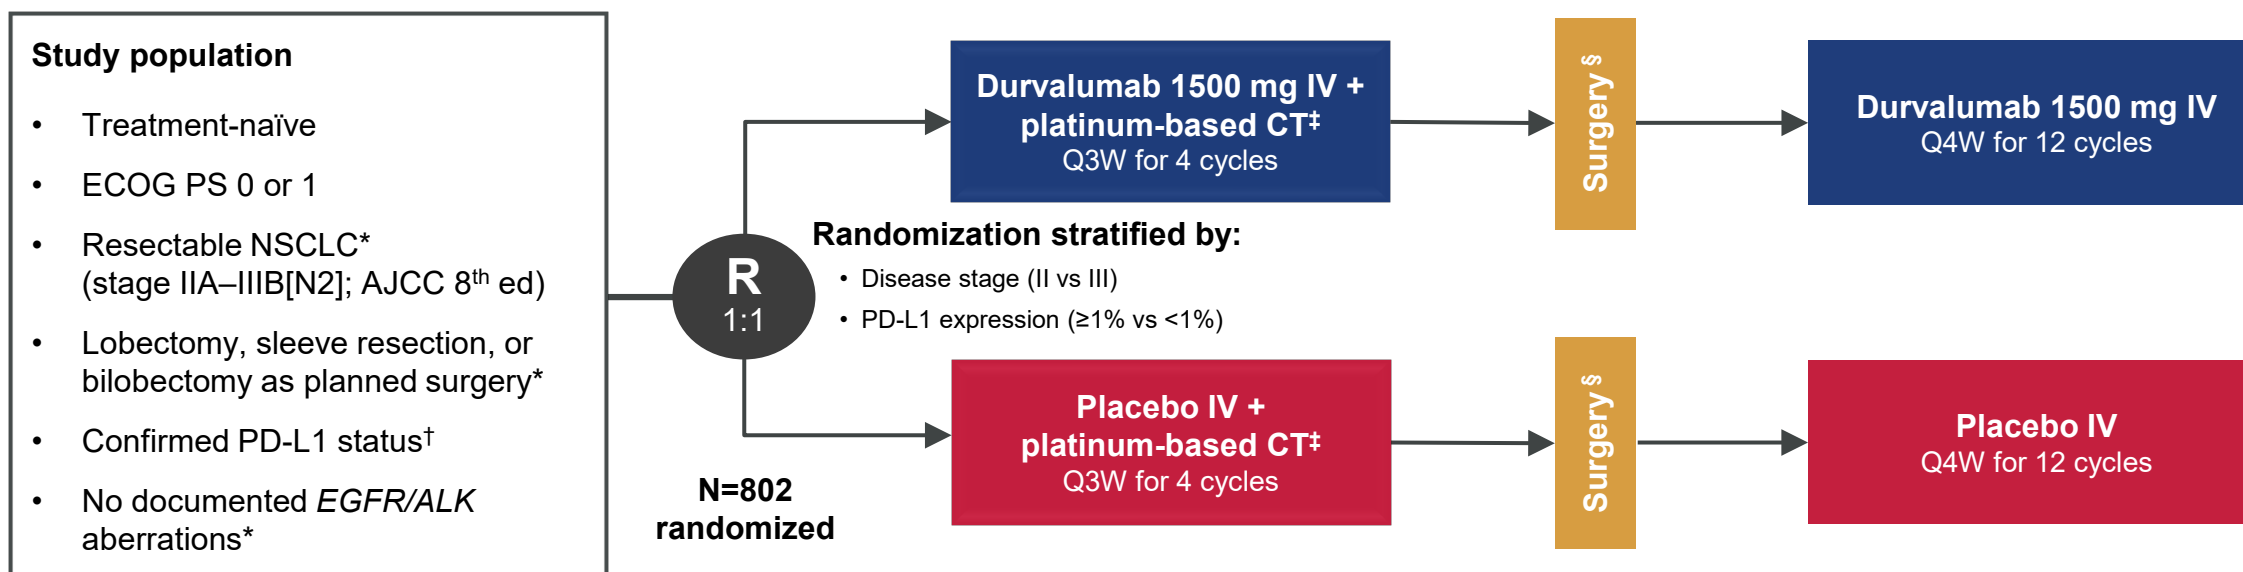 Study population
• Treatment-naïve
• ECOG PS 0 or 1
• Resectable NSCLC*
(stage IIA–IIIB[N2]; AJCC 8th ed)
• Lobectomy, sleeve resection, or
bilobectomy as planned surgery*
• Confirmed PD-L1 status†
• No documented EGFR/ALK
aberrations*
R
1:1
N=802
randomized
Randomization stratified by:
• Disease stage (II vs III)
• PD-L1 expression (≥1% vs <1%)
Durvalumab 1500 mg IV +
platinum-based CT‡
Q3W for 4 cycles
Surgery§
Durvalumab 1500 mg IV
Q4W for 12 cycles
Placebo IV +
platinum-based CT‡
Q3W for 4 cycles
Surgery§
Placebo IV
Q4W for 12 cycles